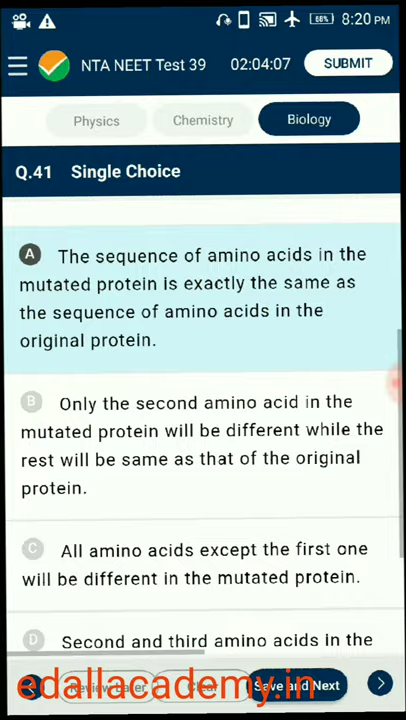 68% 8:20 PM
NTA NEET Test 39 02:04:07 SUBMIT
Physics Chemistry Biology
Q.41 Single Choice
A The sequence of amino acids in the
mutated protein is exactly the same as
the sequence of amino acids in the
original protein.
B Only the second amino acid in the
mutated protein will be different while the
rest will be same as that of the original
protein.
C All amino acids except the first one
will be different in the mutated protein.
D Second and third amino acids in the
Review Later Clear Save and Next
edallacademy.in